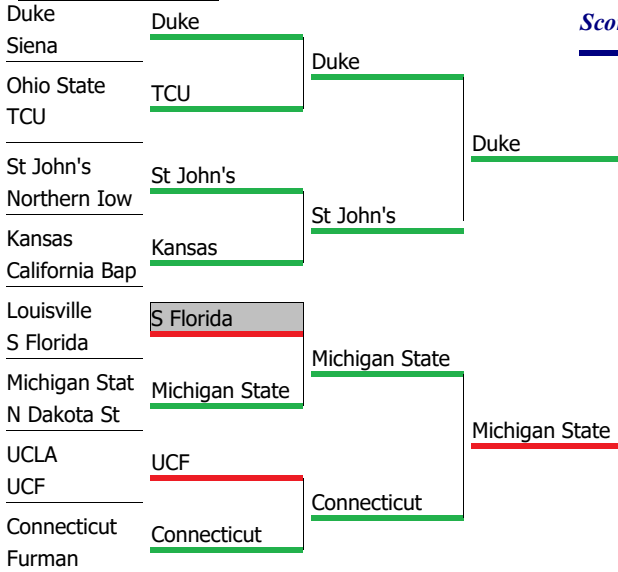 Duke
Siena
Ohio State
TCU
St John's
Northern Iow
Kansas
California Bap
Louisville
S Florida
Michigan Stat
N Dakota St
UCLA
UCF
Connecticut
Furman
Duke
TCU
St John's
Kansas
S Florida
Michigan State
UCF
Connecticut
Duke
St John's
Michigan State
Connecticut
Duke
Michigan State